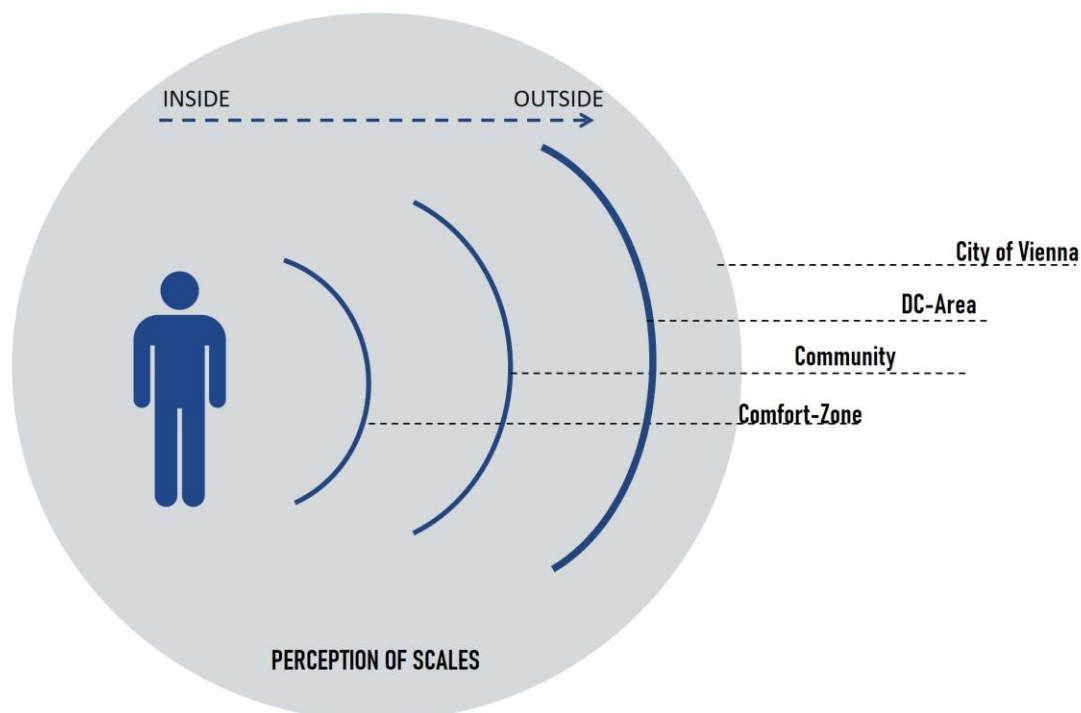 INSIDE
OUTSIDE
City of Vienna
DC-Area
Community
Comfort-Zone
PERCEPTION OF SCALES